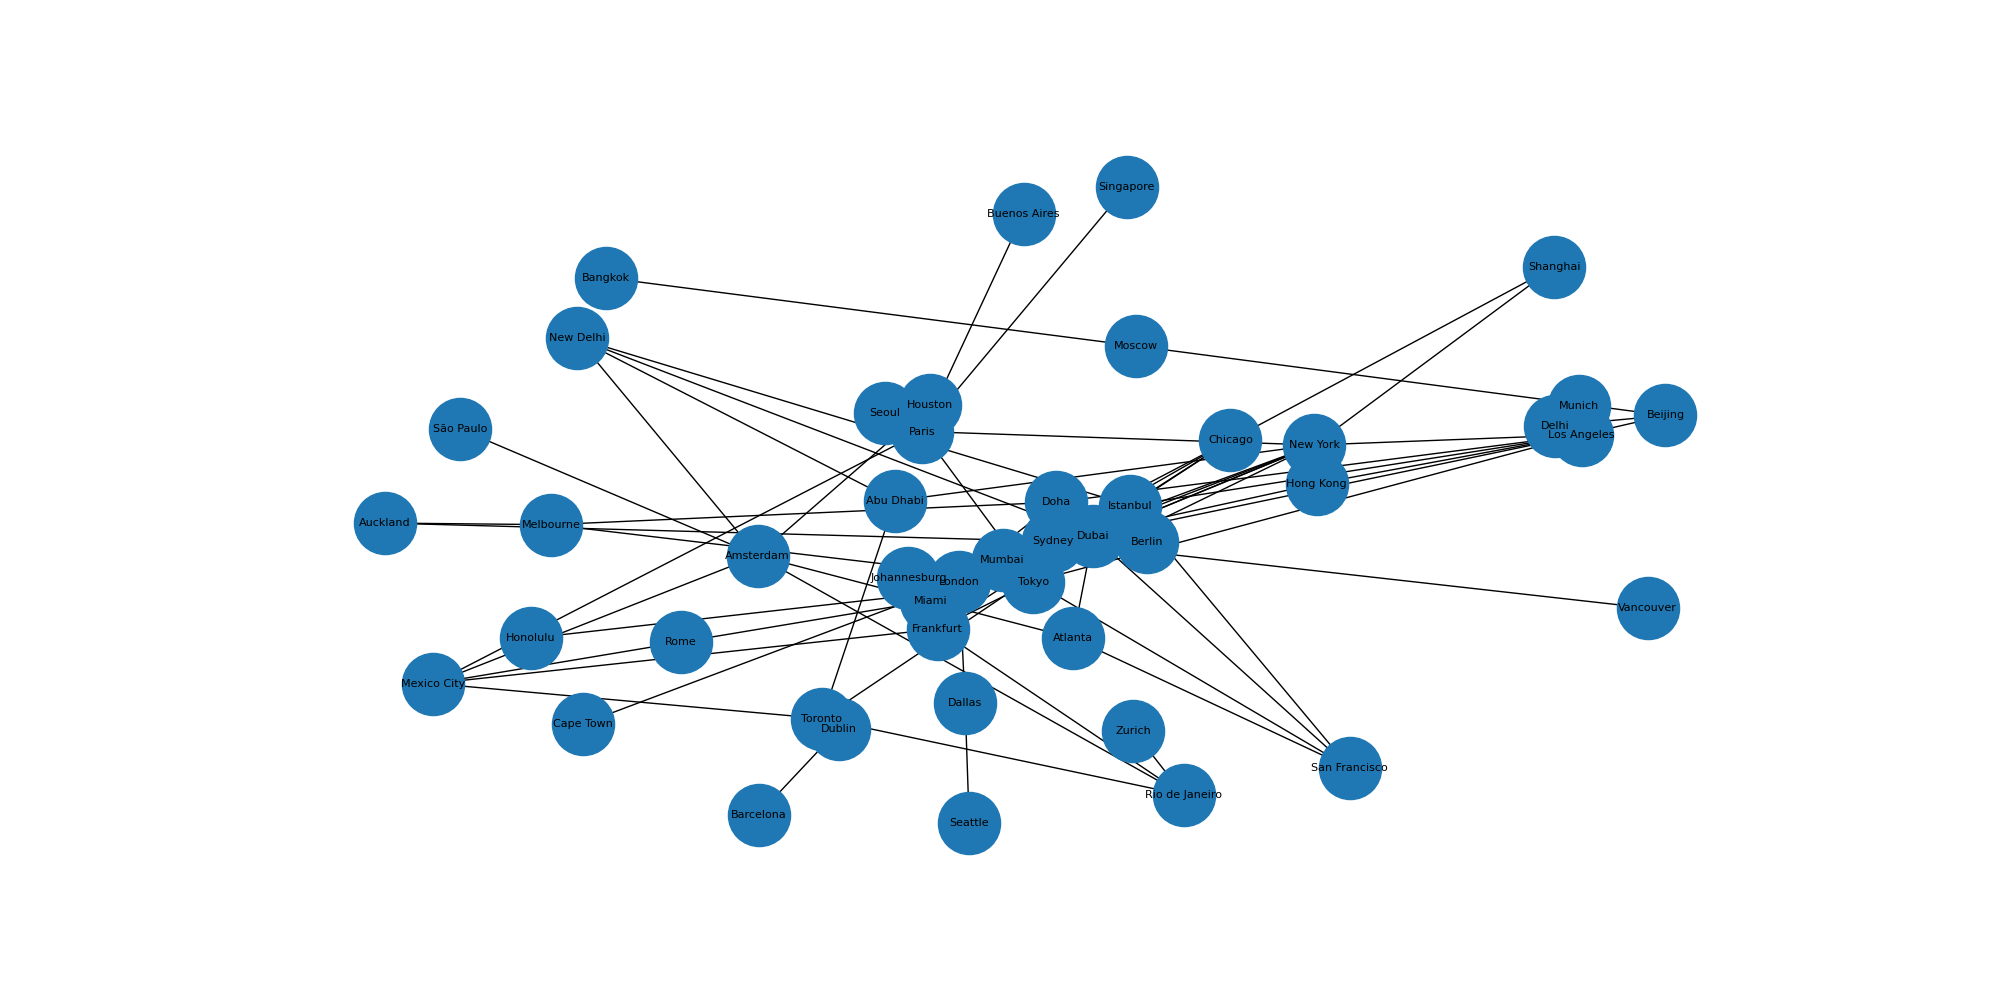 Singapore
Buenos Aires
Shanghai
Bangkok
New Delhi
Moscow
Houston
Munich
Seoul
Beijing
São Paulo
Paris
Delhi
Los Angeles
Chicago
New York
Hong Kong
Abu Dhabi
Doha
Istanbul
Auckland
Melbourne
Dubai
Sydney
Berlin
Amsterdam
Mumbai
Johannesburg
London
Tokyo
Miami
Vancouver
Frankfurt
Honolulu
Rome
Atlanta
Mexico City
Dallas
Toronto
Cape Town
Dublin
Zurich
San Francisco
Rio de Janeiro
Barcelona
Seattle